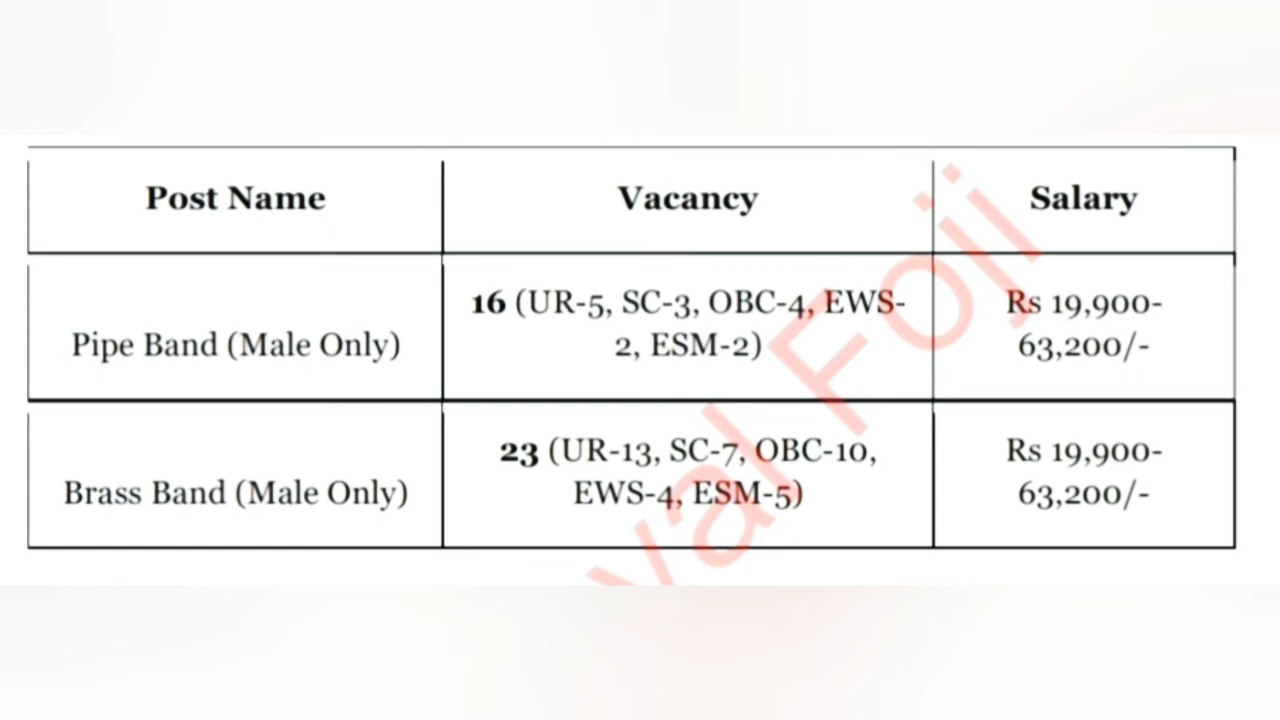 Post Name Vacancy Salary
16 (UR-5, SC-3, OBC-4, EWS- Rs 19,900-
Pipe Band (Male Only) 2, ESM-2) 63,200/-
23 (UR-13, SC-7, OBC-10, Rs 19,900-
Brass Band (Male Only) EWS-4, ESM-5) 63,200/-
val Foji